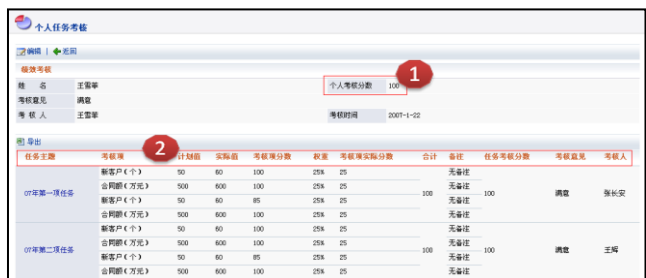 个人任务考核
编辑 | 返回
绩效考核
姓 名 王雪苹 个人考核分数 100
1
考核意见 满意
考核人 王雪苹 考核时间 2007-1-22
导出
2
任务主题 考核项 计划值 实际值 考核项分数 权重 考核项实际分数 合计 备注 任务考核分数 考核意见 考核人
新客户(个) 50 60 100 25% 25 无备注
合同额(万元) 500 600 100 25% 25 无备注
07年第一项任务 100 100 满意 张长安
新客户(个) 50 60 85 25% 25 无备注
合同额(万元) 500 600 100 25% 25 无备注
新客户(个) 50 60 100 25% 25 无备注
合同额(万元) 500 600 100 25% 25 无备注
07年第二项任务 100 100 满意 王辉
新客户(个) 50 60 85 25% 25 无备注
合同额(万元) 500 600 100 25% 25 无备注